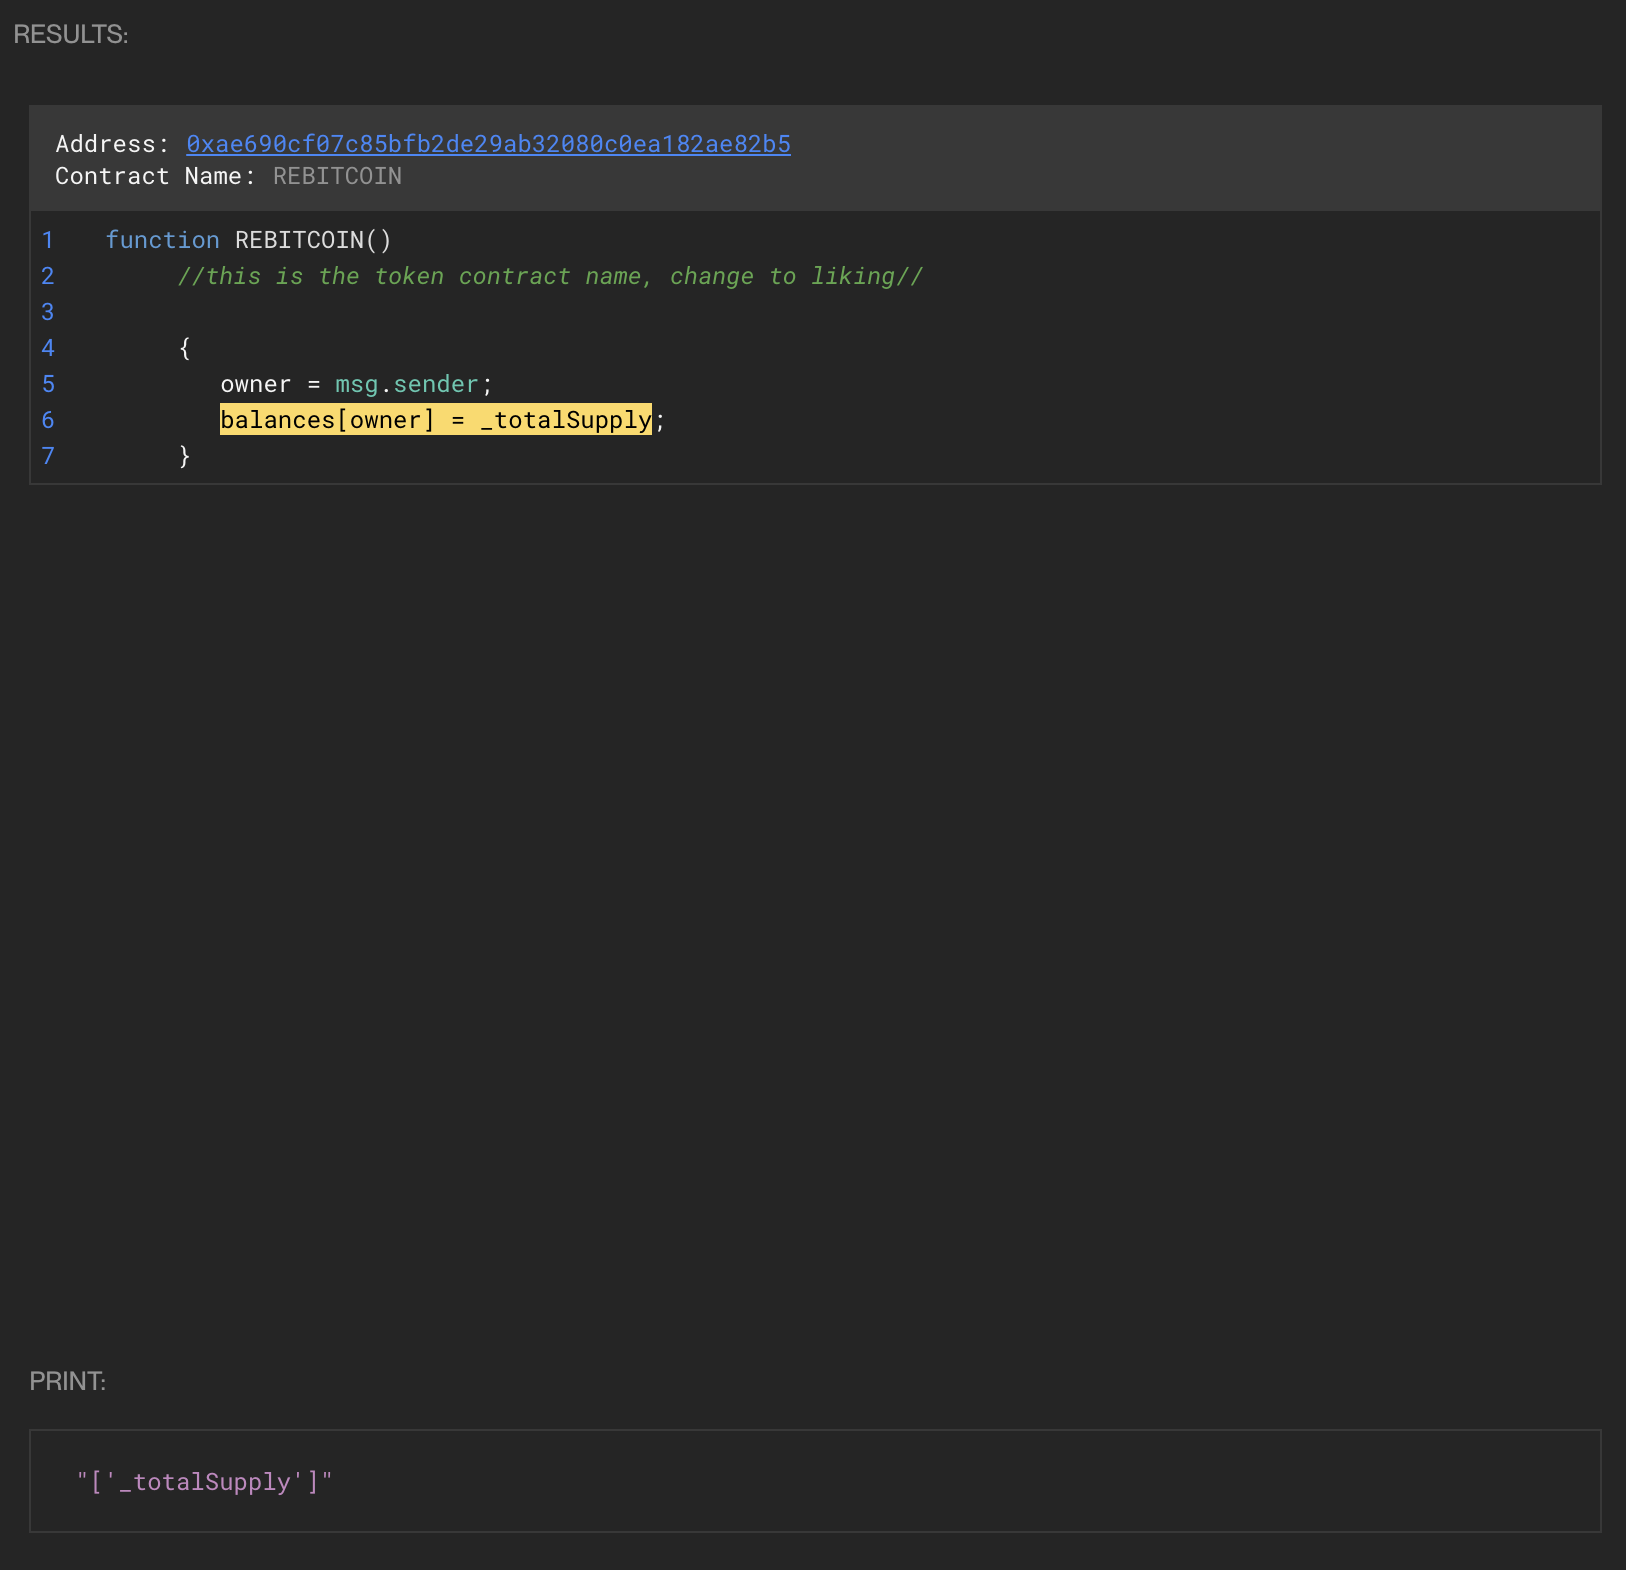 RESULTS:
Address: 0xae690cf07c85bfb2de29ab32080c0ea182ae82b5
Contract Name: REBITCOIN
1 function REBITCOIN()
2 //this is the token contract name, change to liking//
3
4 {
5 owner = msg.sender;
6 balances[owner] = _totalSupply;
7 }
PRINT:
"['_totalSupply']"